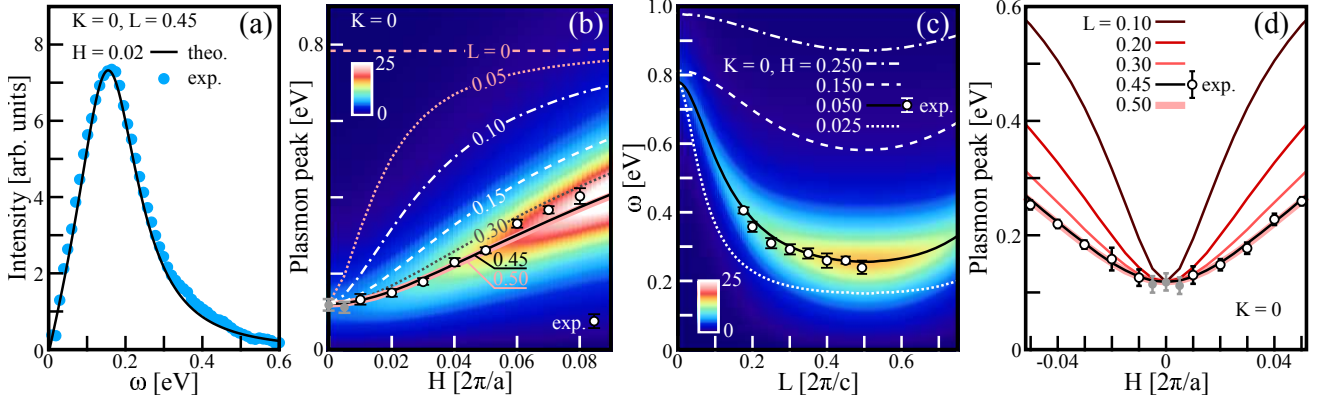 (a)
K = 0, L = 0.45
H = 0.02
theo.
exp.
Intensity [arb. units]
8
6
4
2
0
0
0.2
0.4
0.6
ω [eV]
(b)
K = 0
25
0
L = 0
0.05
0.10
0.15
0.30
0.45
0.50
exp.
Plasmon peak [eV]
0.8
0.4
0
0
0.02
0.04
0.06
0.08
H [2π/a]
(c)
K = 0, H = 0.250
0.150
0.050
exp.
0.025
25
0
ω [eV]
1.0
0.8
0.6
0.4
0.2
0.0
0
0.2
0.4
0.6
L [2π/c]
(d)
L = 0.10
0.20
0.30
0.45
exp.
0.50
K = 0
Plasmon peak [eV]
0.6
0.4
0.2
0
-0.04
0
0.04
H [2π/a]